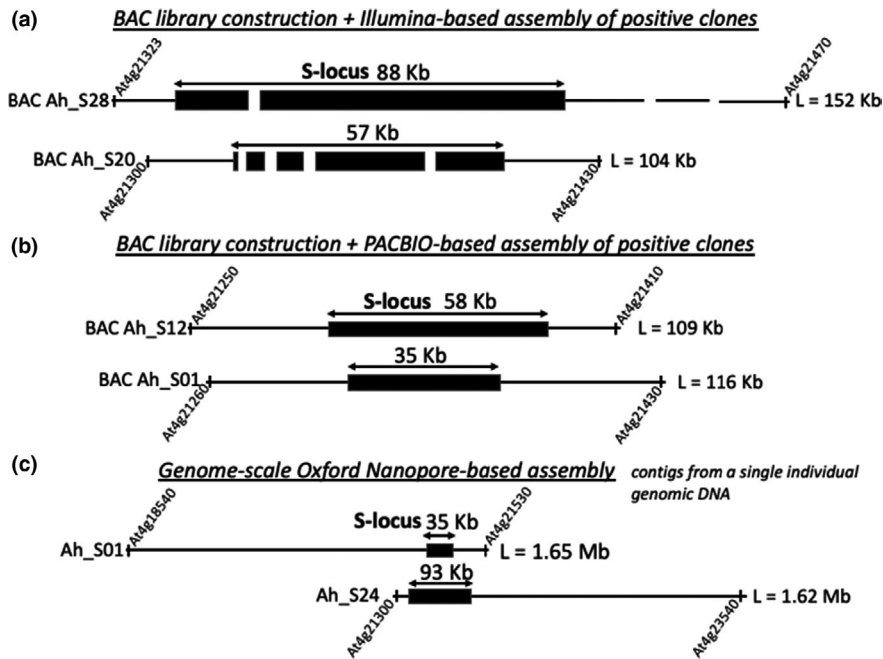 (a)
BAC library construction + Illumina-based assembly of positive clones
At4g21323
At4g21470
S-locus 88 Kb
BAC Ah_S28
L = 152 Kb
57 Kb
BAC Ah_S20
L = 104 Kb
At4g21300
At4g21430
(b)
BAC library construction + PACBIO-based assembly of positive clones
At4g21250
At4g21410
S-locus 58 Kb
BAC Ah_S12
L = 109 Kb
35 Kb
BAC Ah_S01
L = 116 Kb
At4g21260
At4g21430
(c)
Genome-scale Oxford Nanopore-based assembly
contigs from a single individual
genomic DNA
At4g18540
At4g21530
S-locus 35 Kb
Ah_S01
L = 1.65 Mb
93 Kb
Ah_S24
L = 1.62 Mb
At4g21300
At4g23540